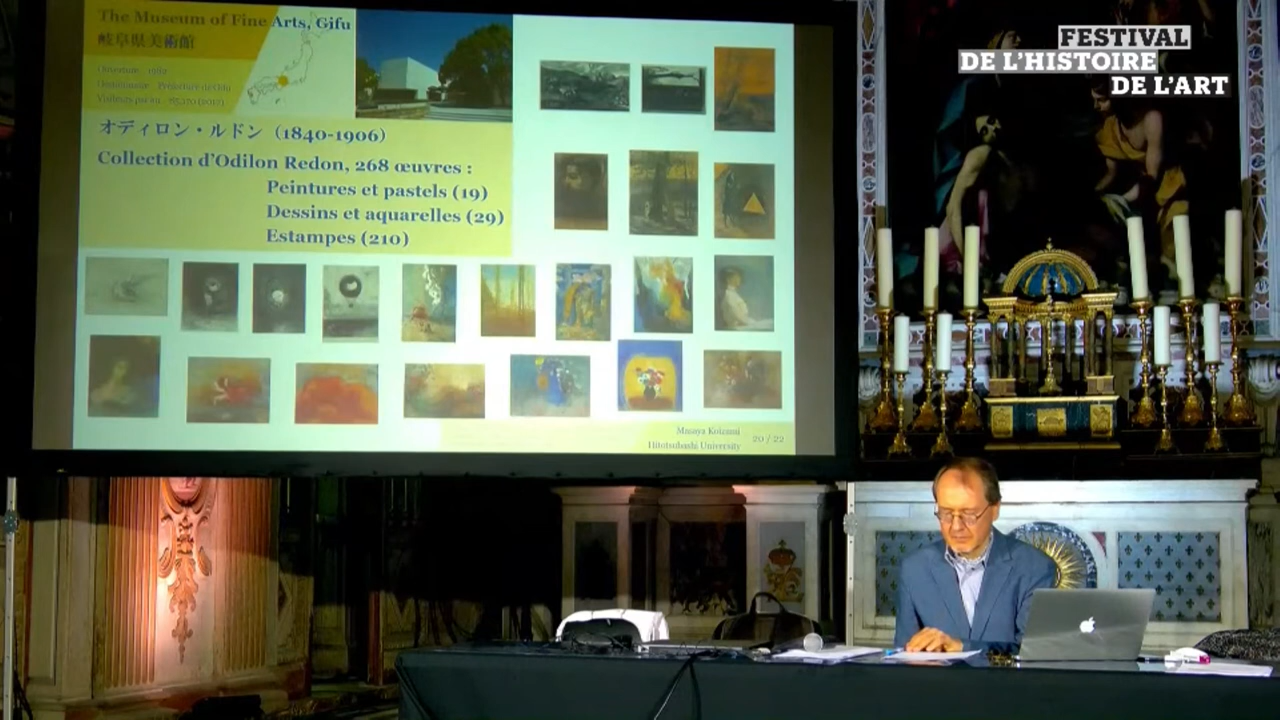 The Museum of Fine Arts, Gifu
岐阜県美術館
オディロン・ルドン（1840-1906）
Collection d'Odilon Redon, 268 œuvres :
Peintures et pastels (19)
Dessins et aquarelles (29)
Estampes (210)
Masaya Koizumi
Hitotsubashi University
20 / 22
FESTIVAL
DE L'HISTOIRE
DE L'ART